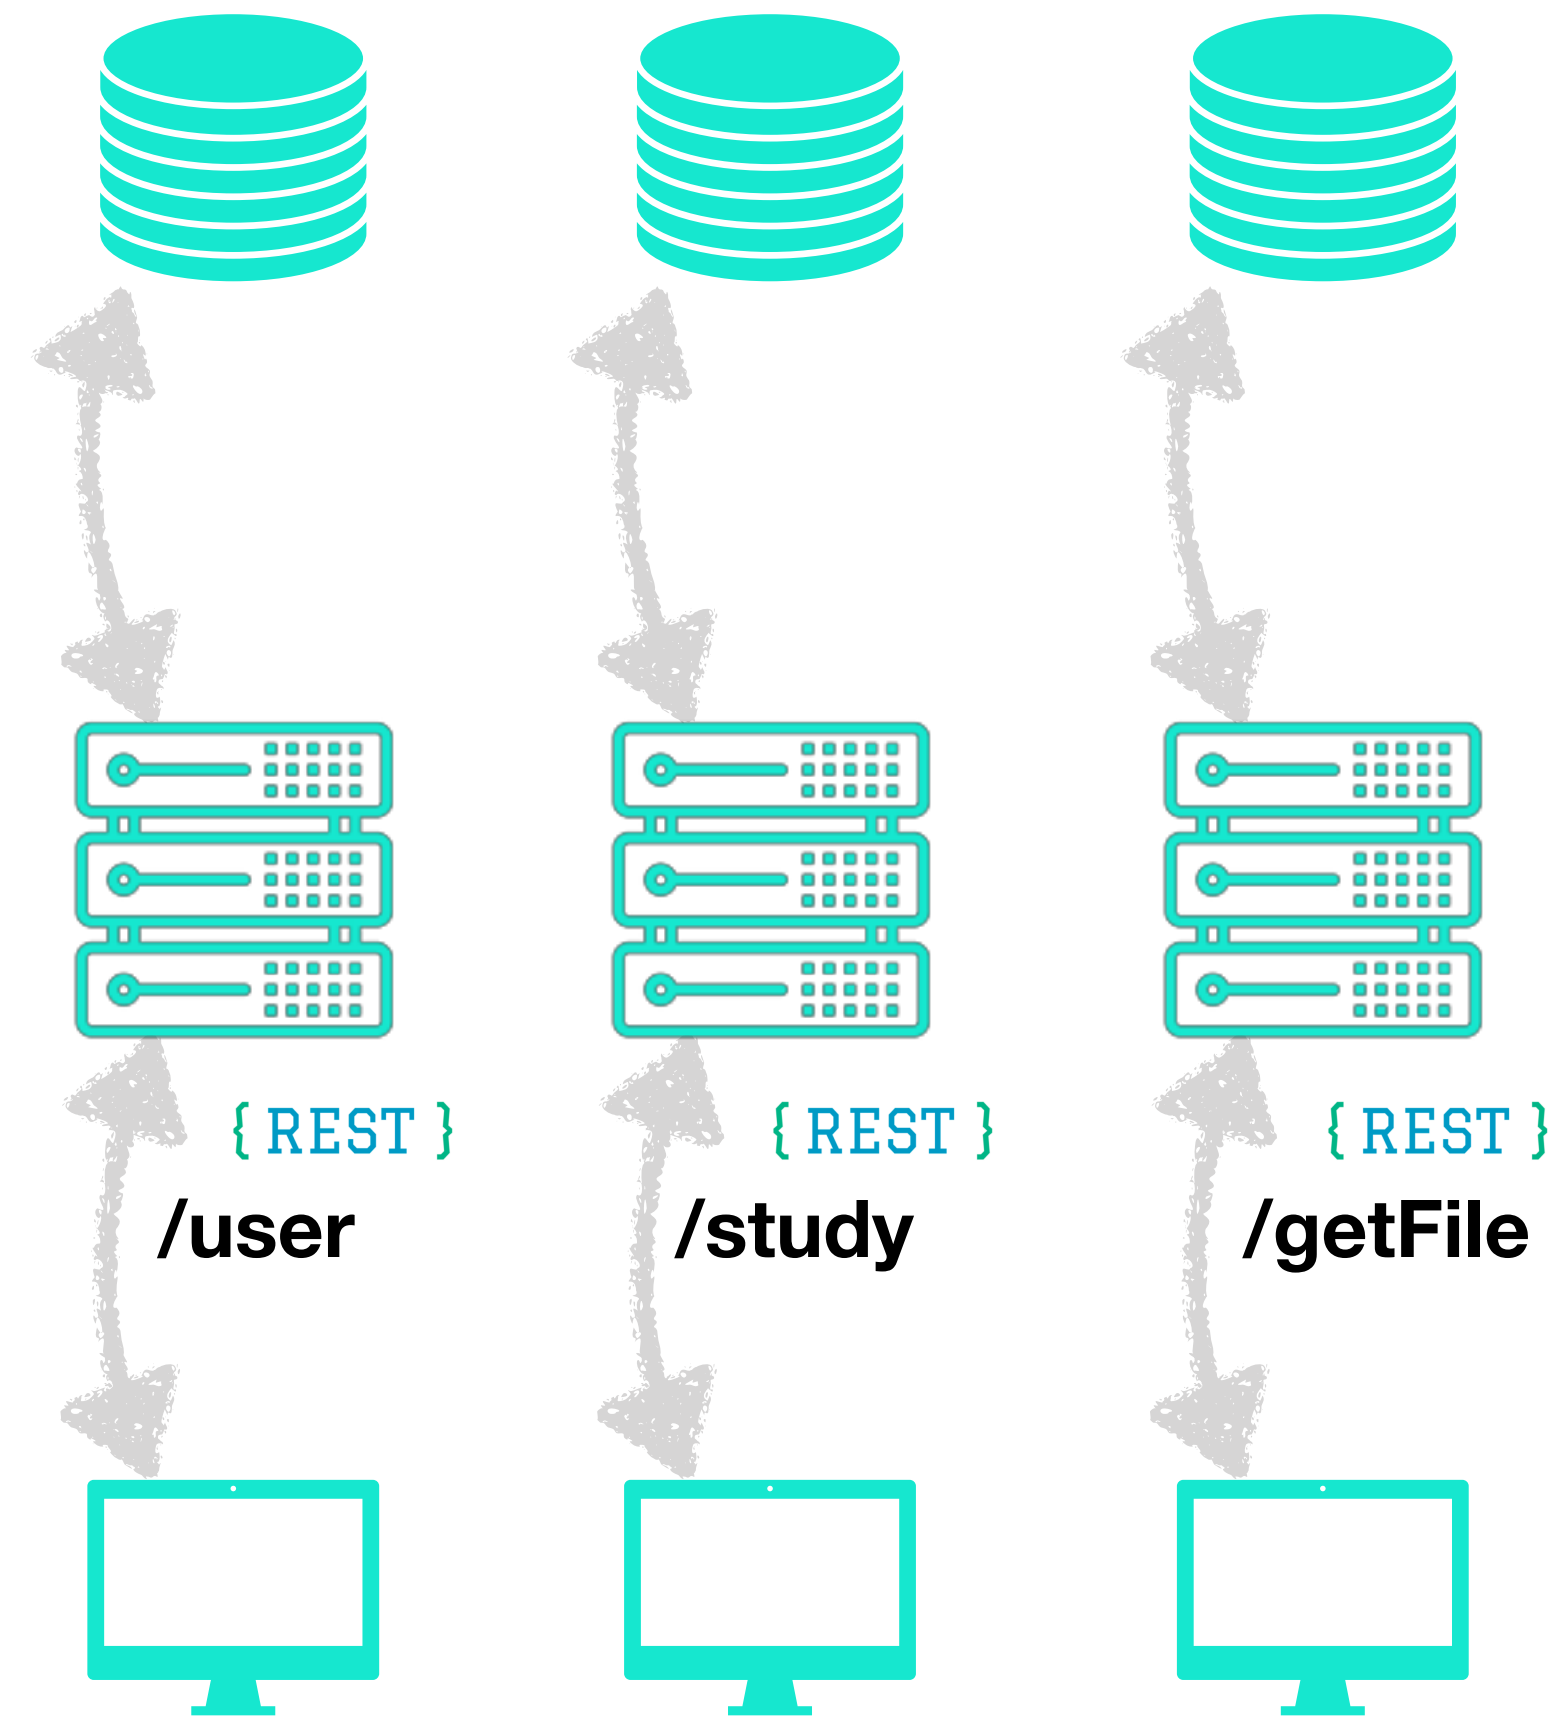 { REST } { REST } { REST }
/user /study /getFile